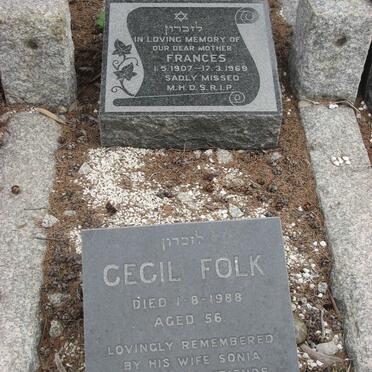 לזכרון
IN LOVING MEMORY OF
OUR DEAR MOTHER
FRANCES
1.5.1907-17.3.1969
SADLY MISSED
M.H.D.S.R.I.P.
לזכרון
CECIL FOLK
DIED 1-8-1988
AGED 56
LOVINGLY REMEMBERED
BY HIS WIFE SONIA